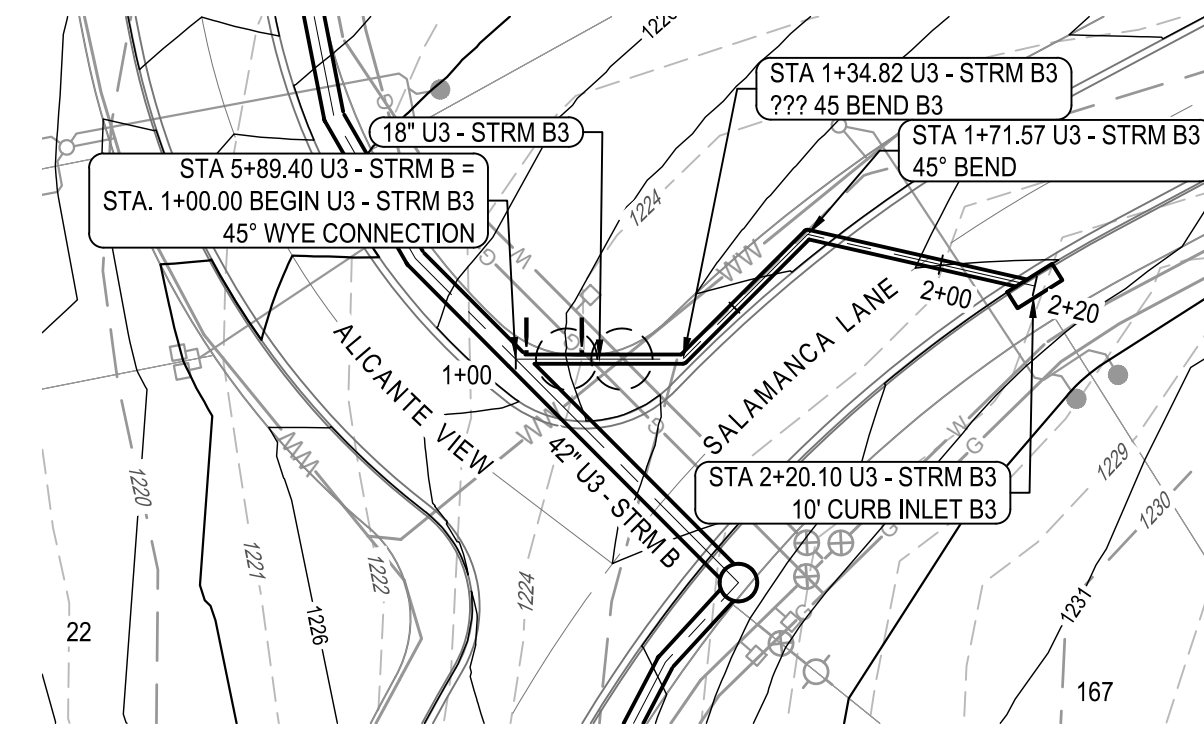 STA 1+34.82 U3 - STRM B3
??? 45 BEND B3
18" U3 - STRM B3
STA 1+71.57 U3 - STRM B3
45° BEND
STA 5+89.40 U3 - STRM B =
STA. 1+00.00 BEGIN U3 - STRM B3
45° WYE CONNECTION
1224
WW
W
G
2+00
2+20
ALICANTE VIEW
1+00
G
SALAMANCA LANE
WW
G
W
G
42" U3 - STRM B
STA 2+20.10 U3 - STRM B3
10' CURB INLET B3
1229
1230
1220
1221
1222
1224
1226
G
1231
22
167